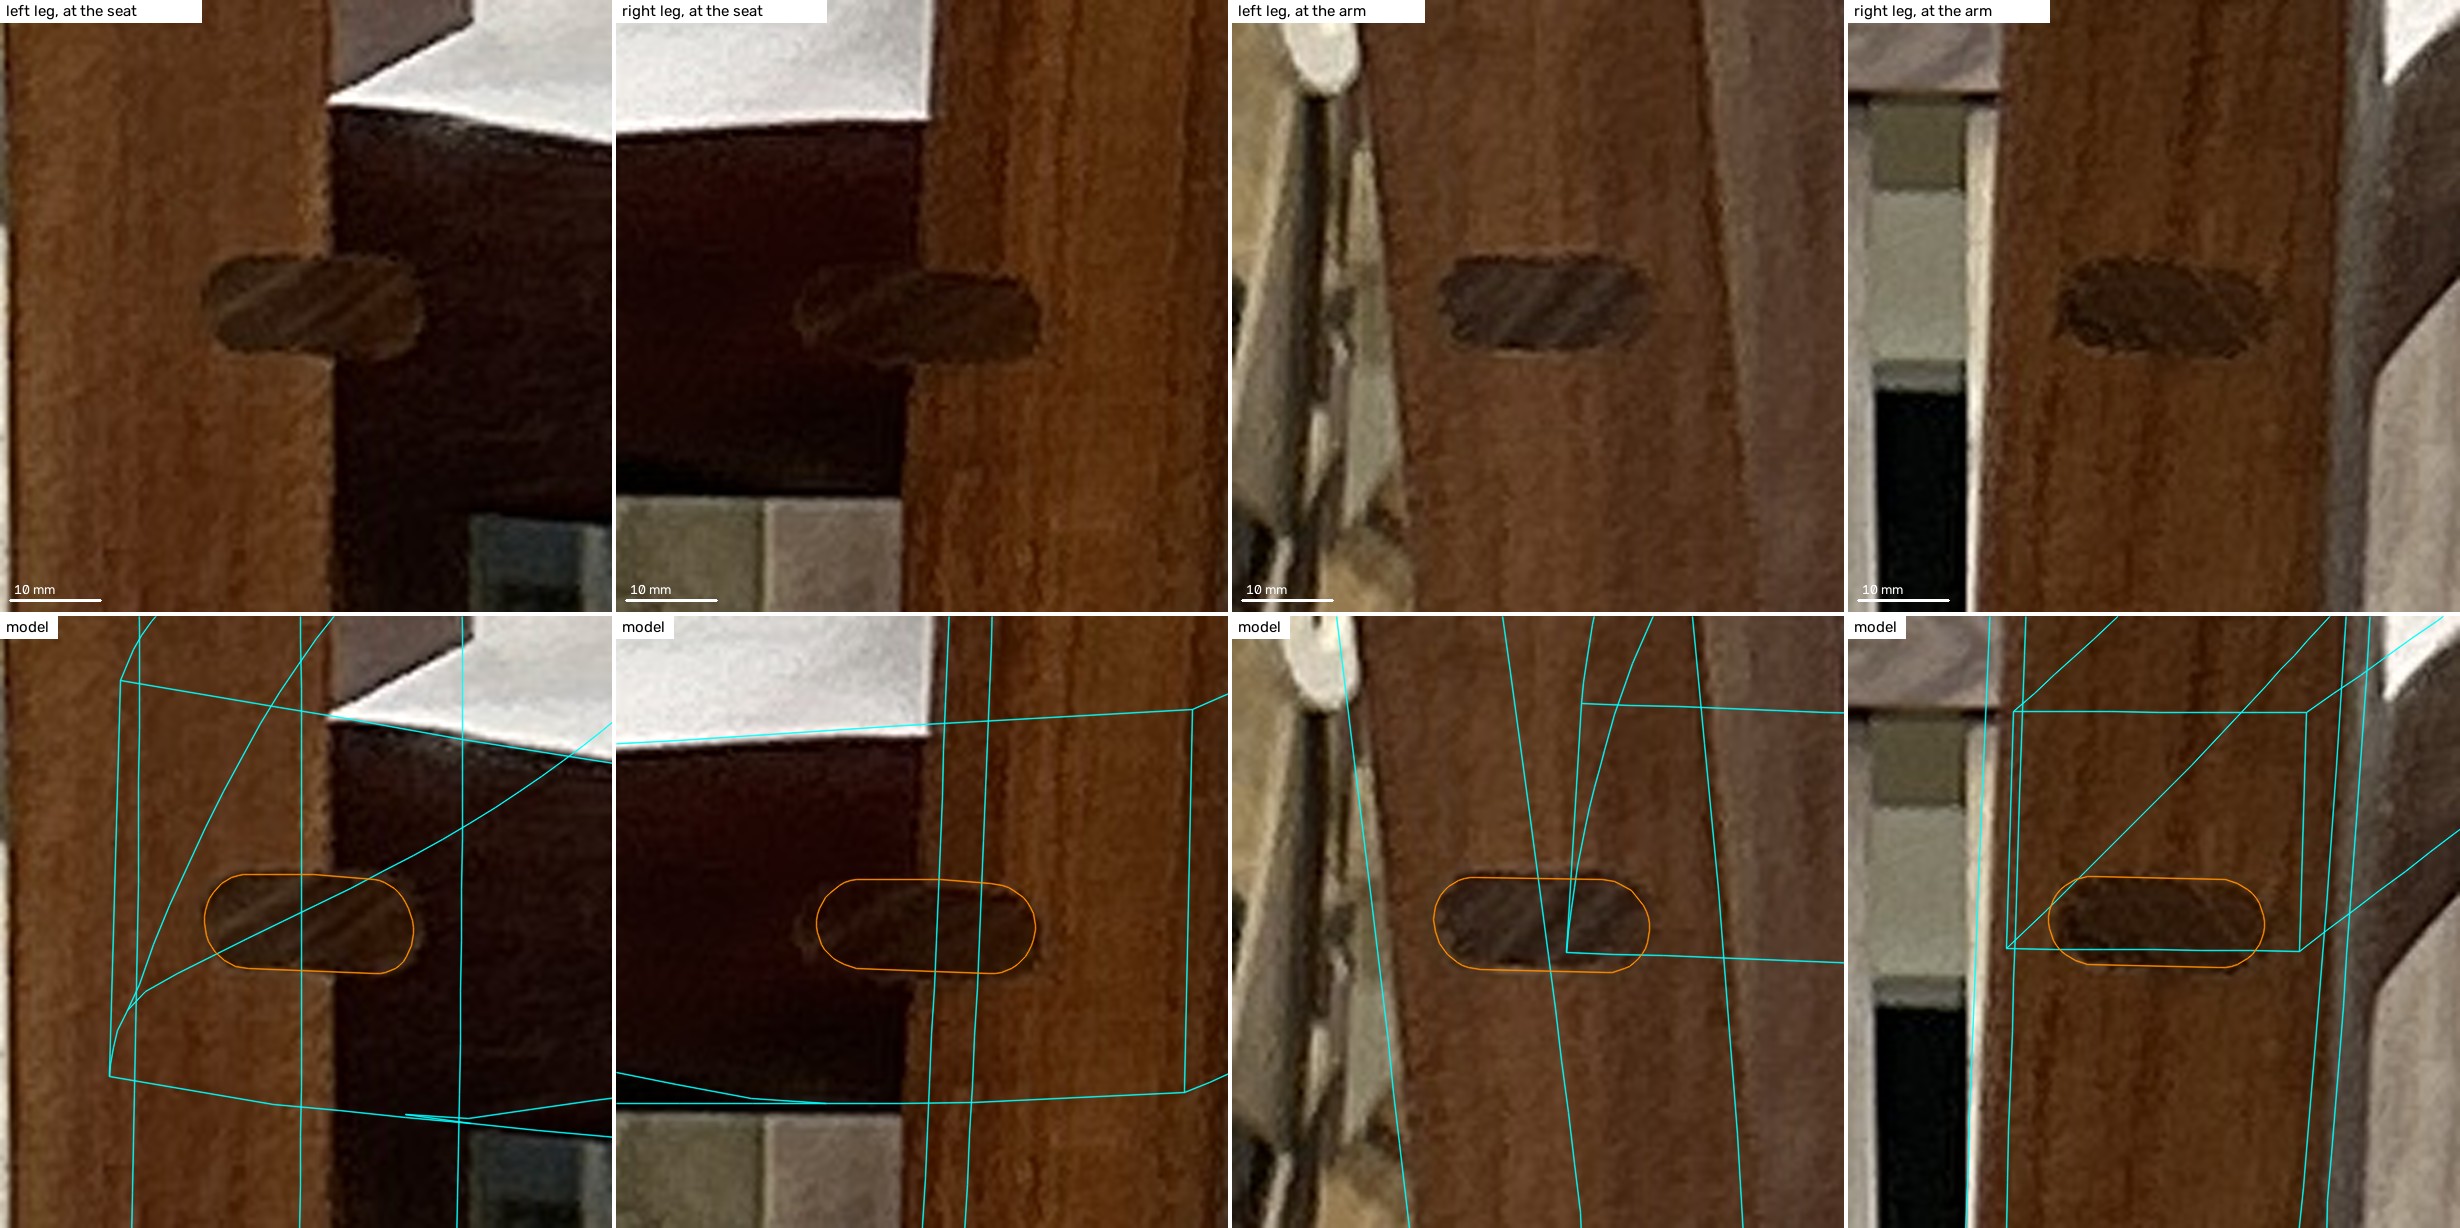 left leg, at the seat
right leg, at the seat
left leg, at the arm
right leg, at the arm
10 mm
10 mm
10 mm
10 mm
model
model
model
model